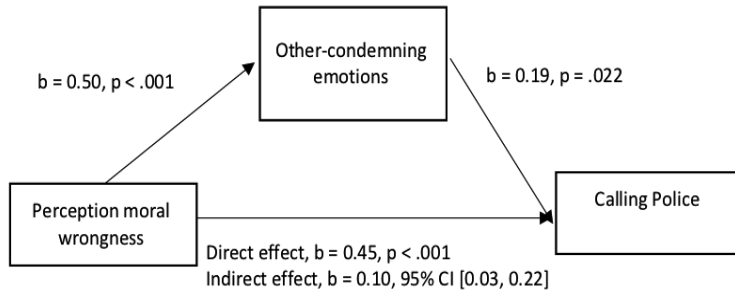 Other-condemning
emotions
b = 0.50, p < .001
b = 0.19, p = .022
Perception moral
wrongness
Calling Police
Direct effect, b = 0.45, p < .001
Indirect effect, b = 0.10, 95% CI [0.03, 0.22]